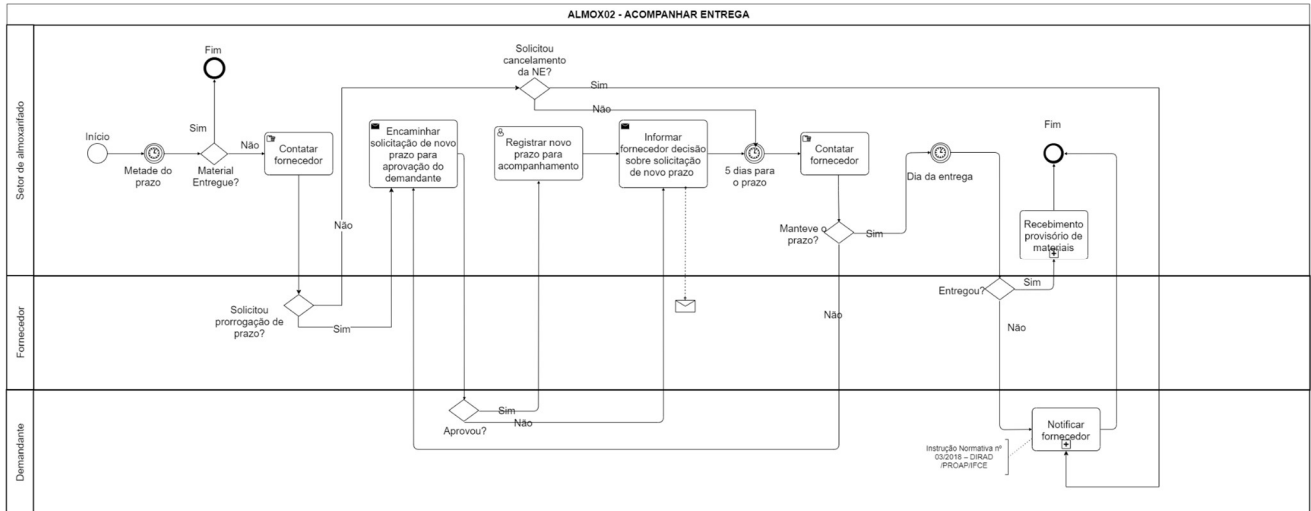 ALMOX02 - ACOMPANHAR ENTREGA
Setor de almoxarifado
Início
Metade do
prazo
Fim
Sim
Material
Entregue?
Não
Contatar
fornecedor
Encaminhar
solicitação de novo
prazo para
aprovação do
demandante
Solicitou
cancelamento
da NE?
Sim
Não
Registrar novo
prazo para
acompanhamento
Informar
fornecedor decisão
sobre solicitação
de novo prazo
5 dias para
o prazo
Contatar
fornecedor
Manteve o
prazo?
Sim
Dia da entrega
Fim
Recebimento
provisório de
materiais
Não
Fornecedor
Solicitou
prorrogação de
prazo?
Sim
Não
Entregou?
Sim
Não
Demandante
Aprovou?
Sim
Não
Notificar
fornecedor
Instrução Normativa nº
03/2018 – DIRAD
/PROAP/IFCE